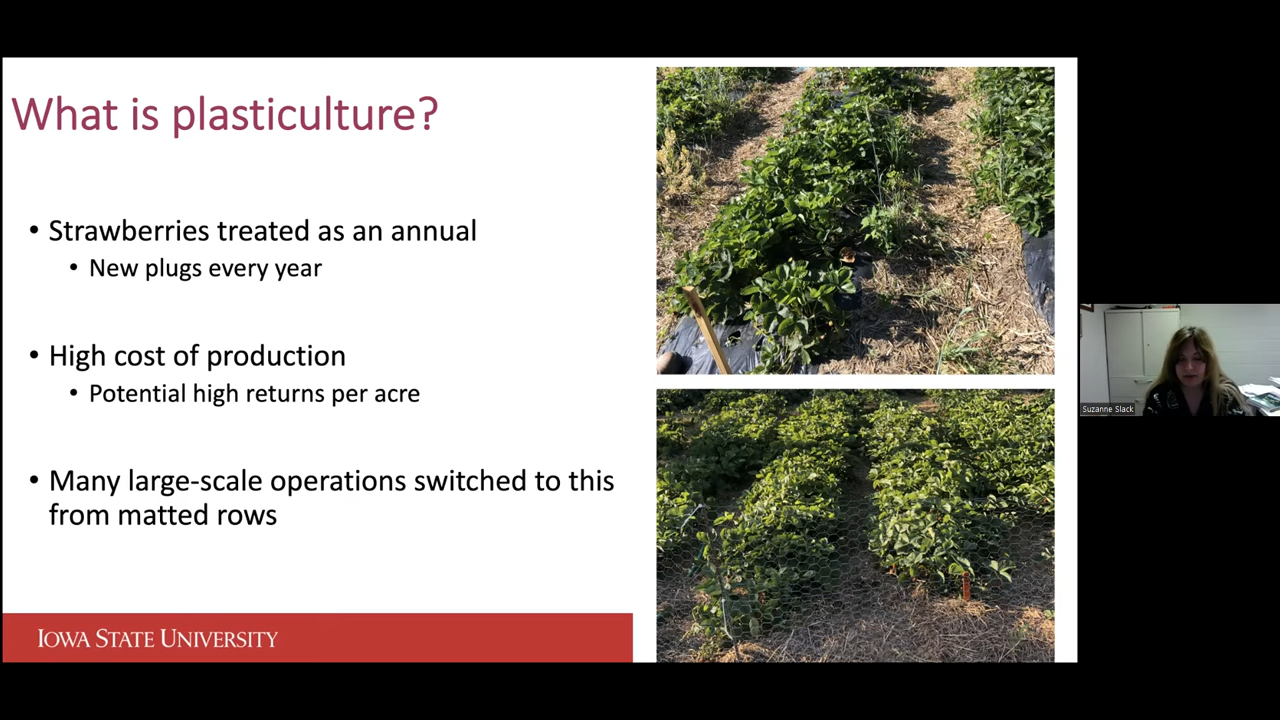 What is plasticulture?
• Strawberries treated as an annual
• New plugs every year
• High cost of production
• Potential high returns per acre
• Many large-scale operations switched to this
from matted rows
IOWA STATE UNIVERSITY
Suzanne Slack